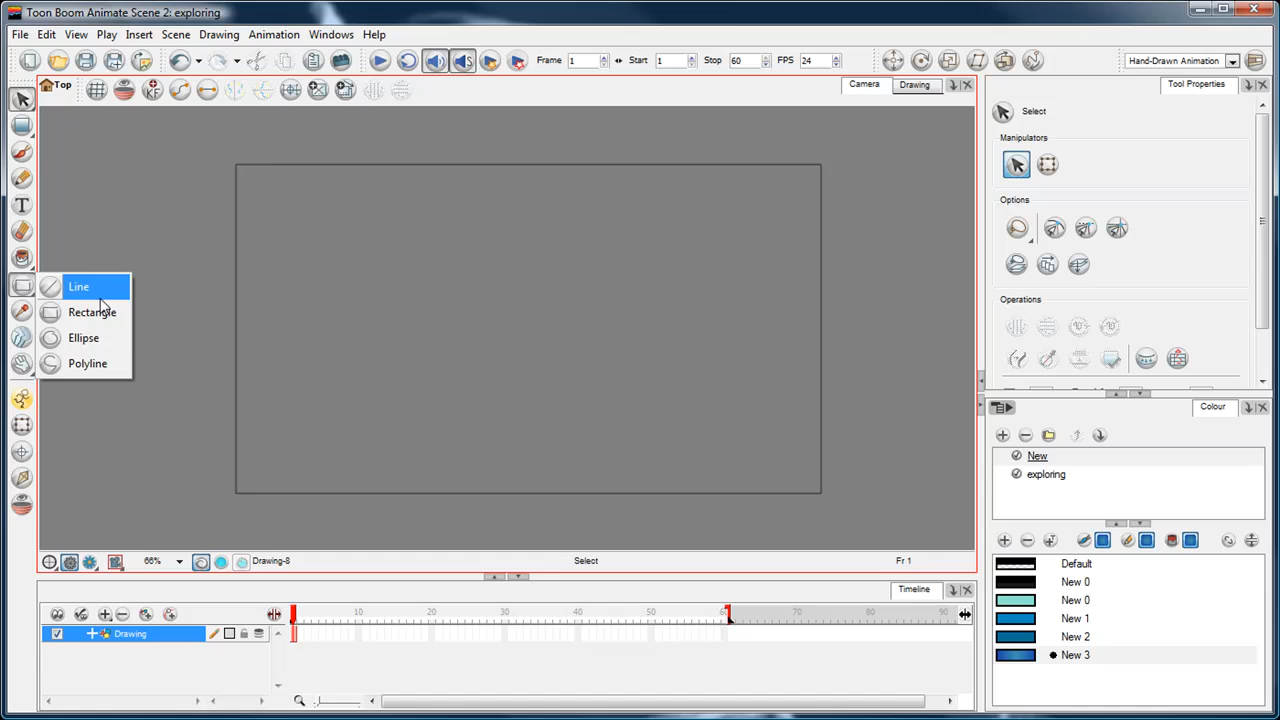 Toon Boom Animate Scene 2: exploring
File Edit View Play Insert Scene Drawing Animation Windows Help
Frame 1 Start 1 Stop 60 FPS 24 Hand-Drawn Animation
Top Camera Drawing Tool Properties
Select
Manipulators
Options
Line
Rectangle
Ellipse
Polyline
Operations
Colour
New
exploring
66% Drawing-8 Select Fr 1
Default
New 0
New 0
New 1
New 2
New 3
Timeline
10 20 30 40 50 60 70 80 90
Drawing